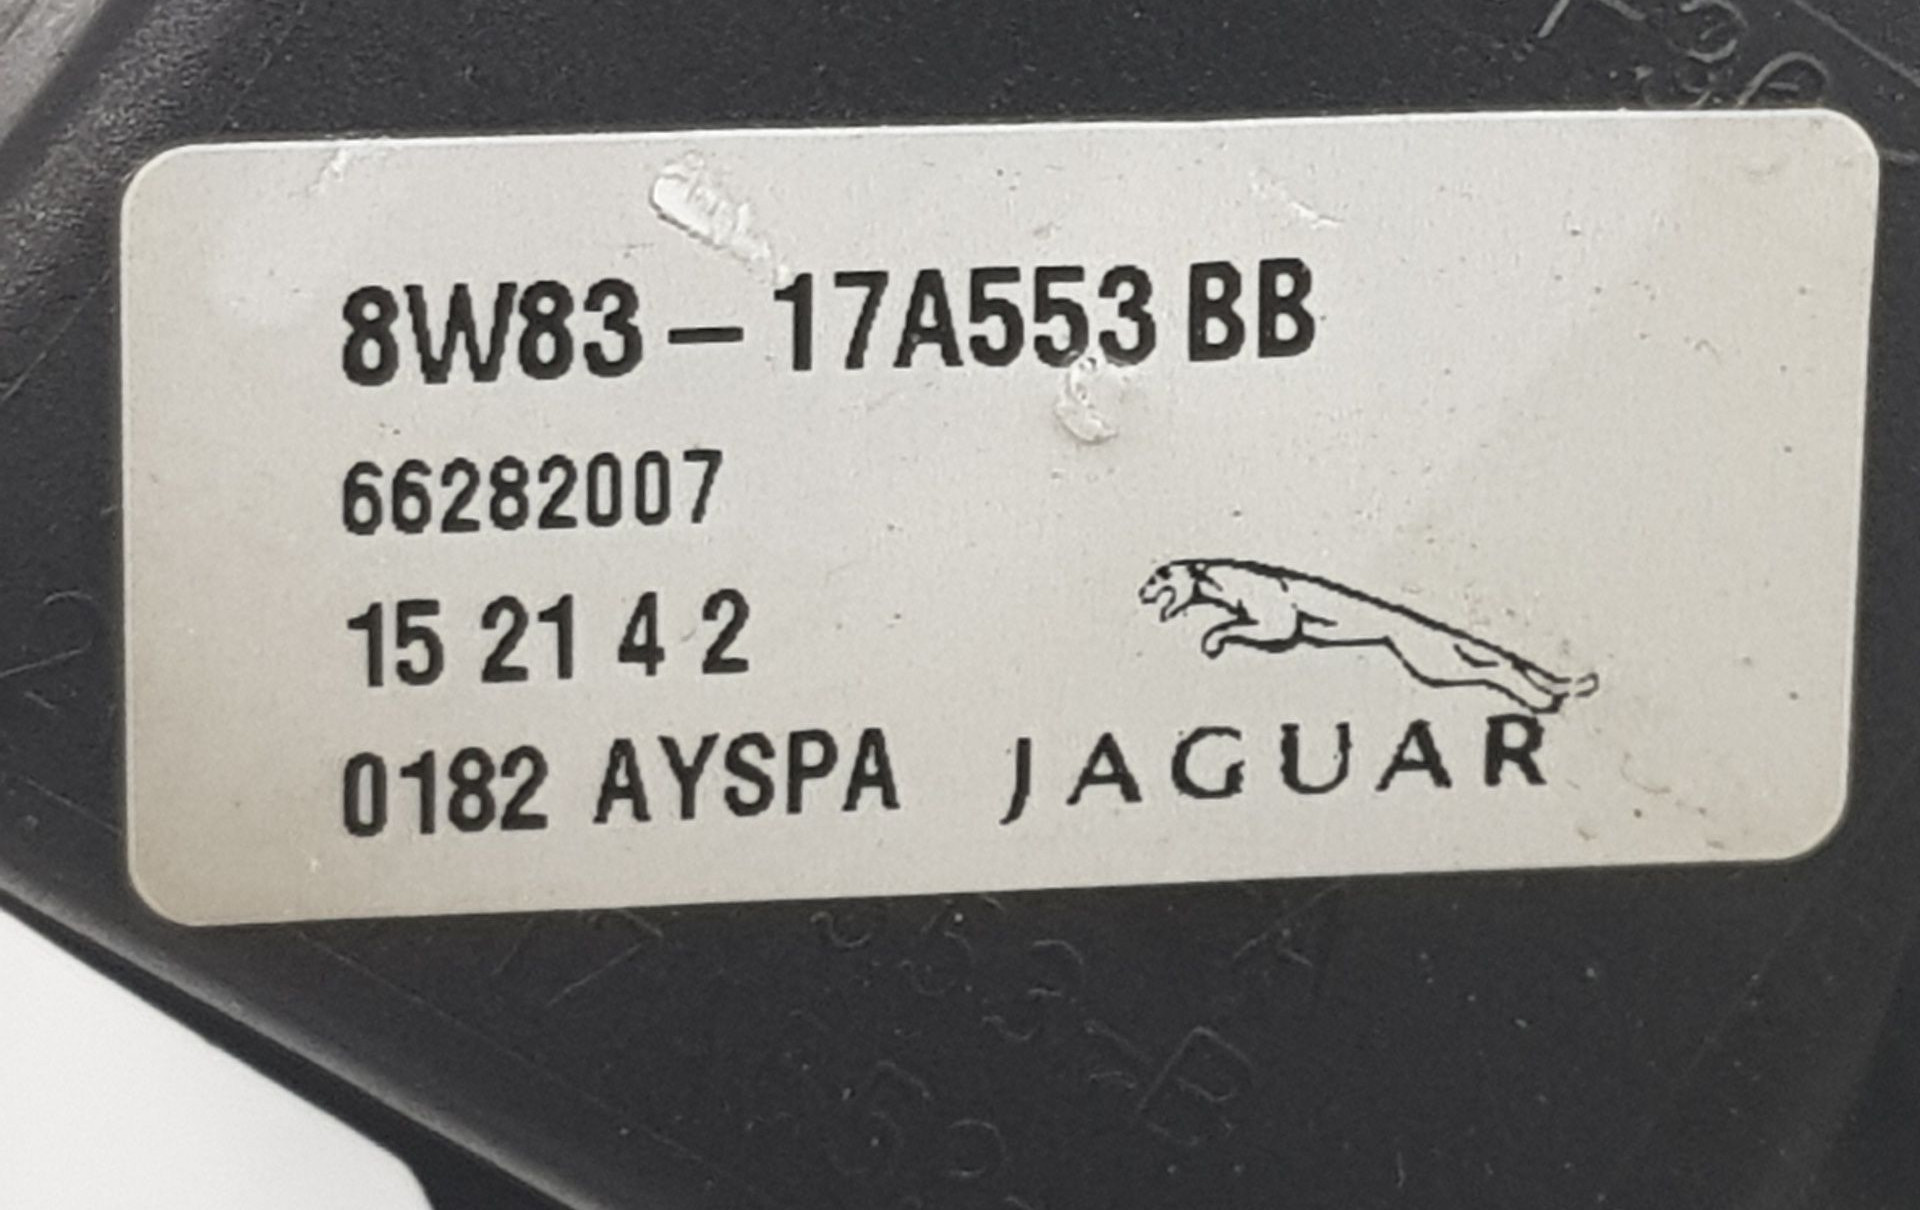 8W83-17A553 BB
66282007
15 21 4 2
0182 AYSPA JAGUAR